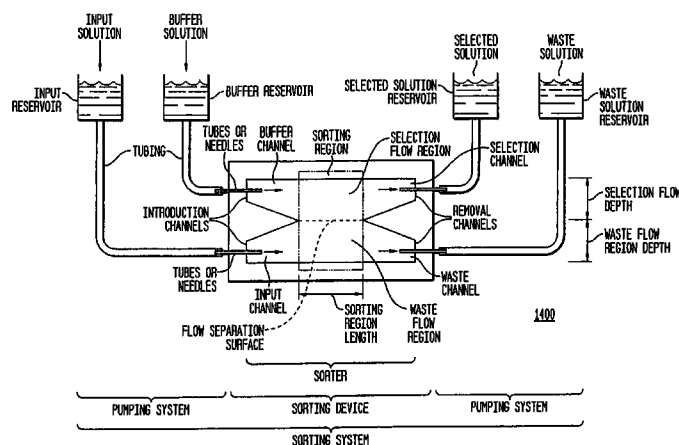 INPUT
SOLUTION
BUFFER
SOLUTION
SELECTED
SOLUTION
WASTE
SOLUTION
INPUT
RESERVOIR
BUFFER RESERVOIR
SELECTED SOLUTION
RESERVOIR
WASTE
SOLUTION
RESERVOIR
TUBING
TUBES OR
NEEDLES
BUFFER
CHANNEL
SORTING
REGION
SELECTION
FLOW REGION
SELECTION
CHANNEL
INTRODUCTION
CHANNELS
REMOVAL
CHANNELS
SELECTION FLOW
DEPTH
WASTE FLOW
REGION DEPTH
TUBES OR
NEEDLES
INPUT
CHANNEL
WASTE
CHANNEL
FLOW SEPARATION
SURFACE
SORTING
REGION
LENGTH
WASTE
FLOW
REGION
1400
SORTER
PUMPING SYSTEM
SORTING DEVICE
PUMPING SYSTEM
SORTING SYSTEM